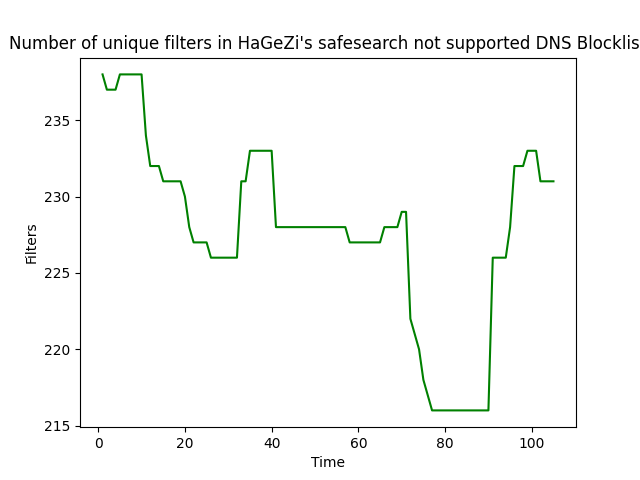 Number of unique filters in HaGeZi's safesearch not supported DNS Blocklis
235
230
225
220
215
Filters
0 20 40 60 80 100
Time